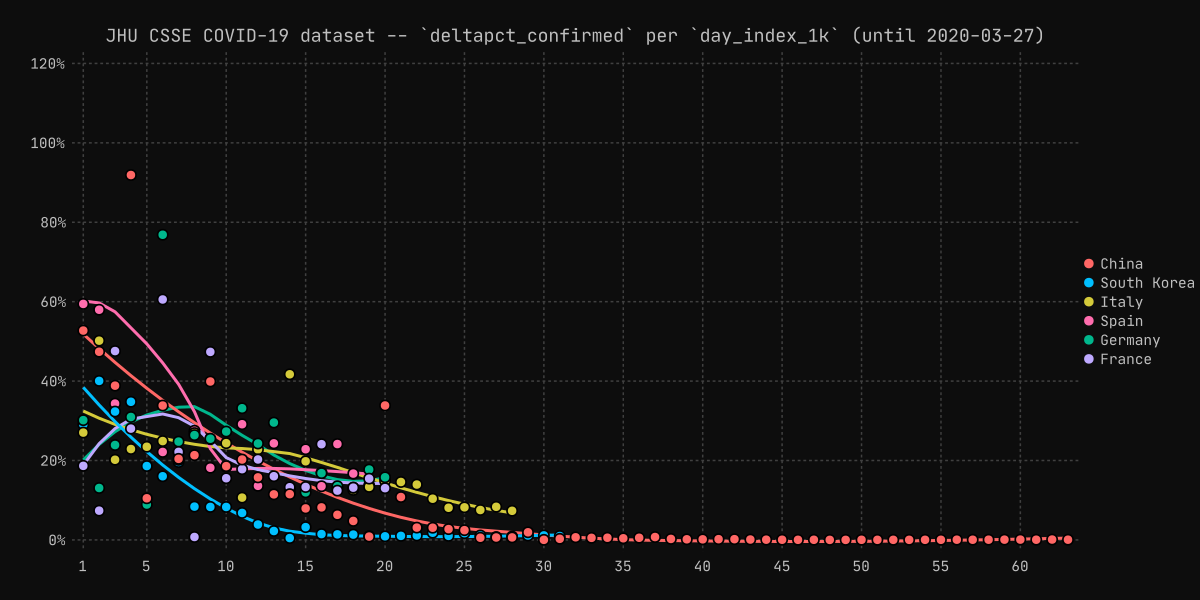 JHU CSSE COVID-19 dataset -- `deltapct_confirmed` per `day_index_1k` (until 2020-03-27)
120%
100%
80%
60%
40%
20%
0%
1 5 10 15 20 25 30 35 40 45 50 55 60
China
South Korea
Italy
Spain
Germany
France